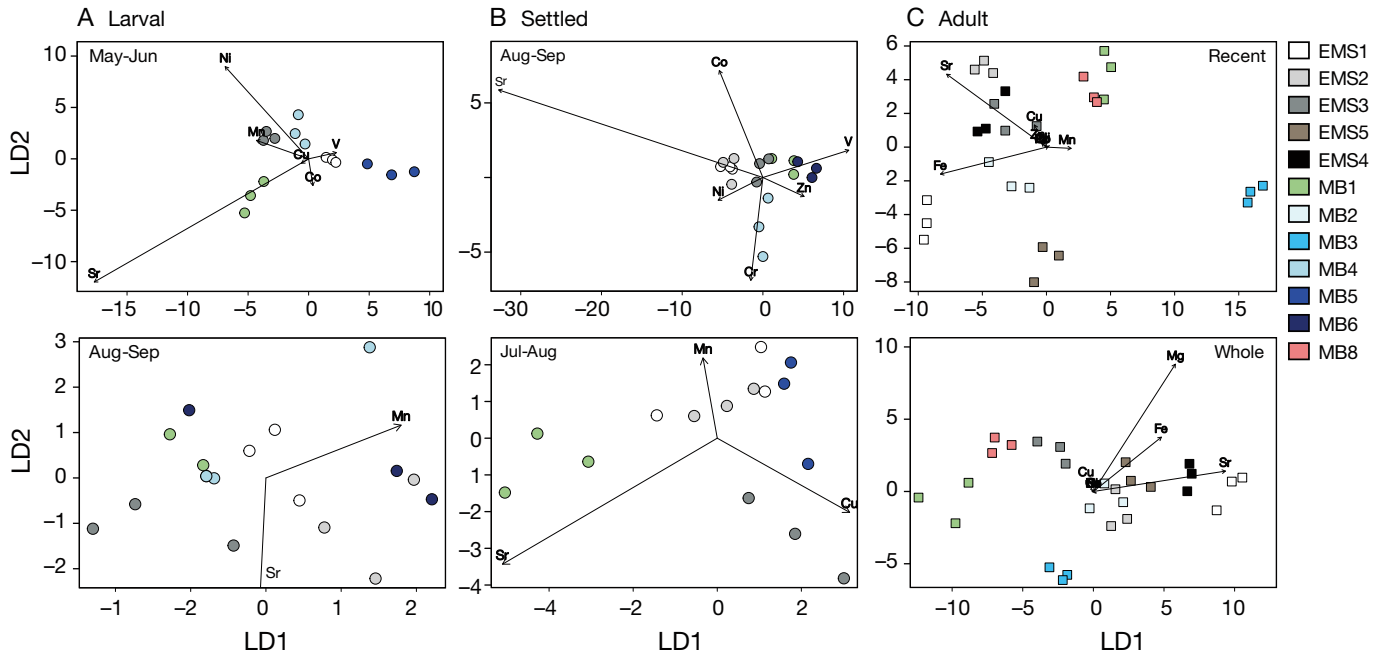 A Larval
B Settled
C Adult
May-Jun
Ni
Mn
Cu
V
Co
Sr
LD2
10
5
0
−5
−10
−15
−10
−5
0
5
10
Aug-Sep
Sr
Co
V
Zn
Ni
Cr
5
−5
−30
−20
−10
0
10
Recent
Sr
Cu
Mn
Fe
6
4
2
0
−2
−4
−6
−8
−10
−5
0
5
10
15
Aug-Sep
Mn
Sr
LD2
3
2
1
0
−1
−2
−1
0
1
2
LD1
Jul-Aug
Mn
Cu
Sr
2
1
0
−1
−2
−3
−4
−4
−2
0
2
LD1
Whole
Mg
Fe
Sr
Cu
10
5
0
−5
−10
−5
0
5
10
LD1
EMS1
EMS2
EMS3
EMS5
EMS4
MB1
MB2
MB3
MB4
MB5
MB6
MB8